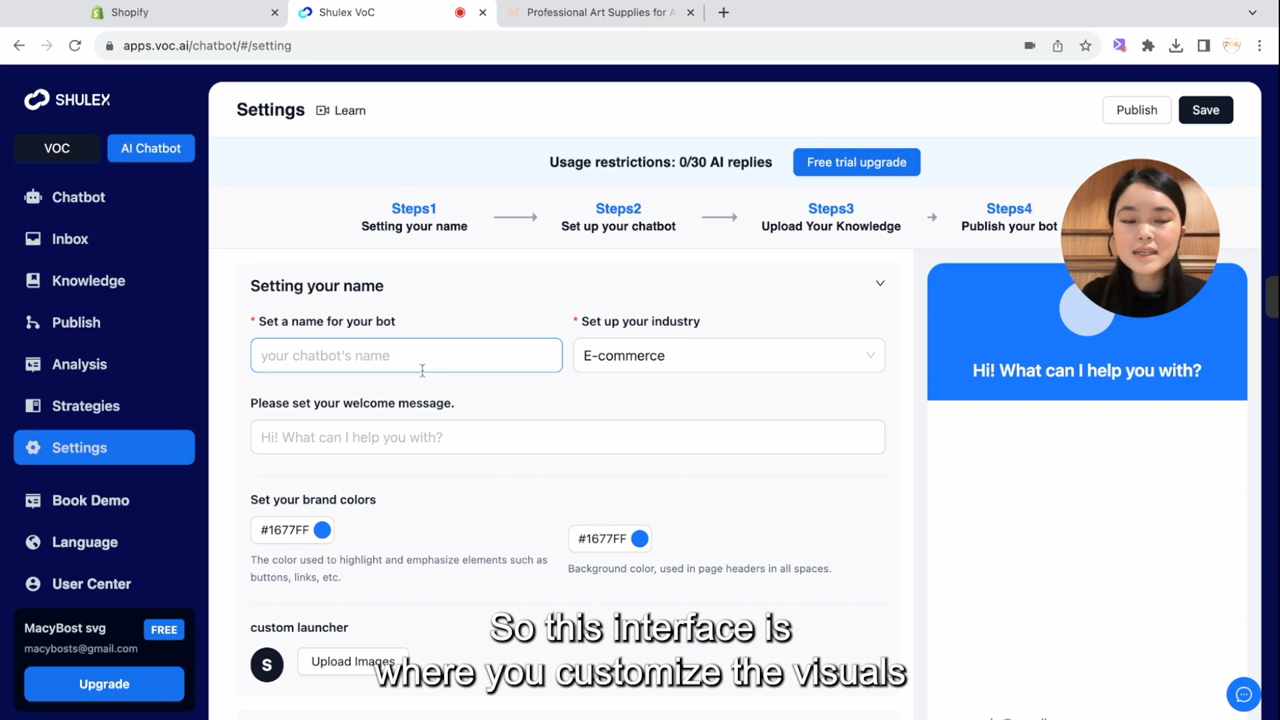 Shopify
Shulex VoC
Professional Art Supplies for A
apps.voc.ai/chatbot/#/setting
SHULEX
VOC
AI Chatbot
Chatbot
Inbox
Knowledge
Publish
Analysis
Strategies
Settings
Book Demo
Language
User Center
MacyBost svg
FREE
macybosts@gmail.com
Upgrade
Settings
Learn
Publish
Save
Usage restrictions: 0/30 AI replies
Free trial upgrade
Steps1
Setting your name
Steps2
Set up your chatbot
Steps3
Upload Your Knowledge
Steps4
Publish your bot
Setting your name
* Set a name for your bot
* Set up your industry
your chatbot's name
E-commerce
Please set your welcome message.
Hi! What can I help you with?
Set your brand colors
#1677FF
#1677FF
The color used to highlight and emphasize elements such as
buttons, links, etc.
Background color, used in page headers in all spaces.
custom launcher
S
Upload Images
Hi! What can I help you with?
So this interface is
where you customize the visuals